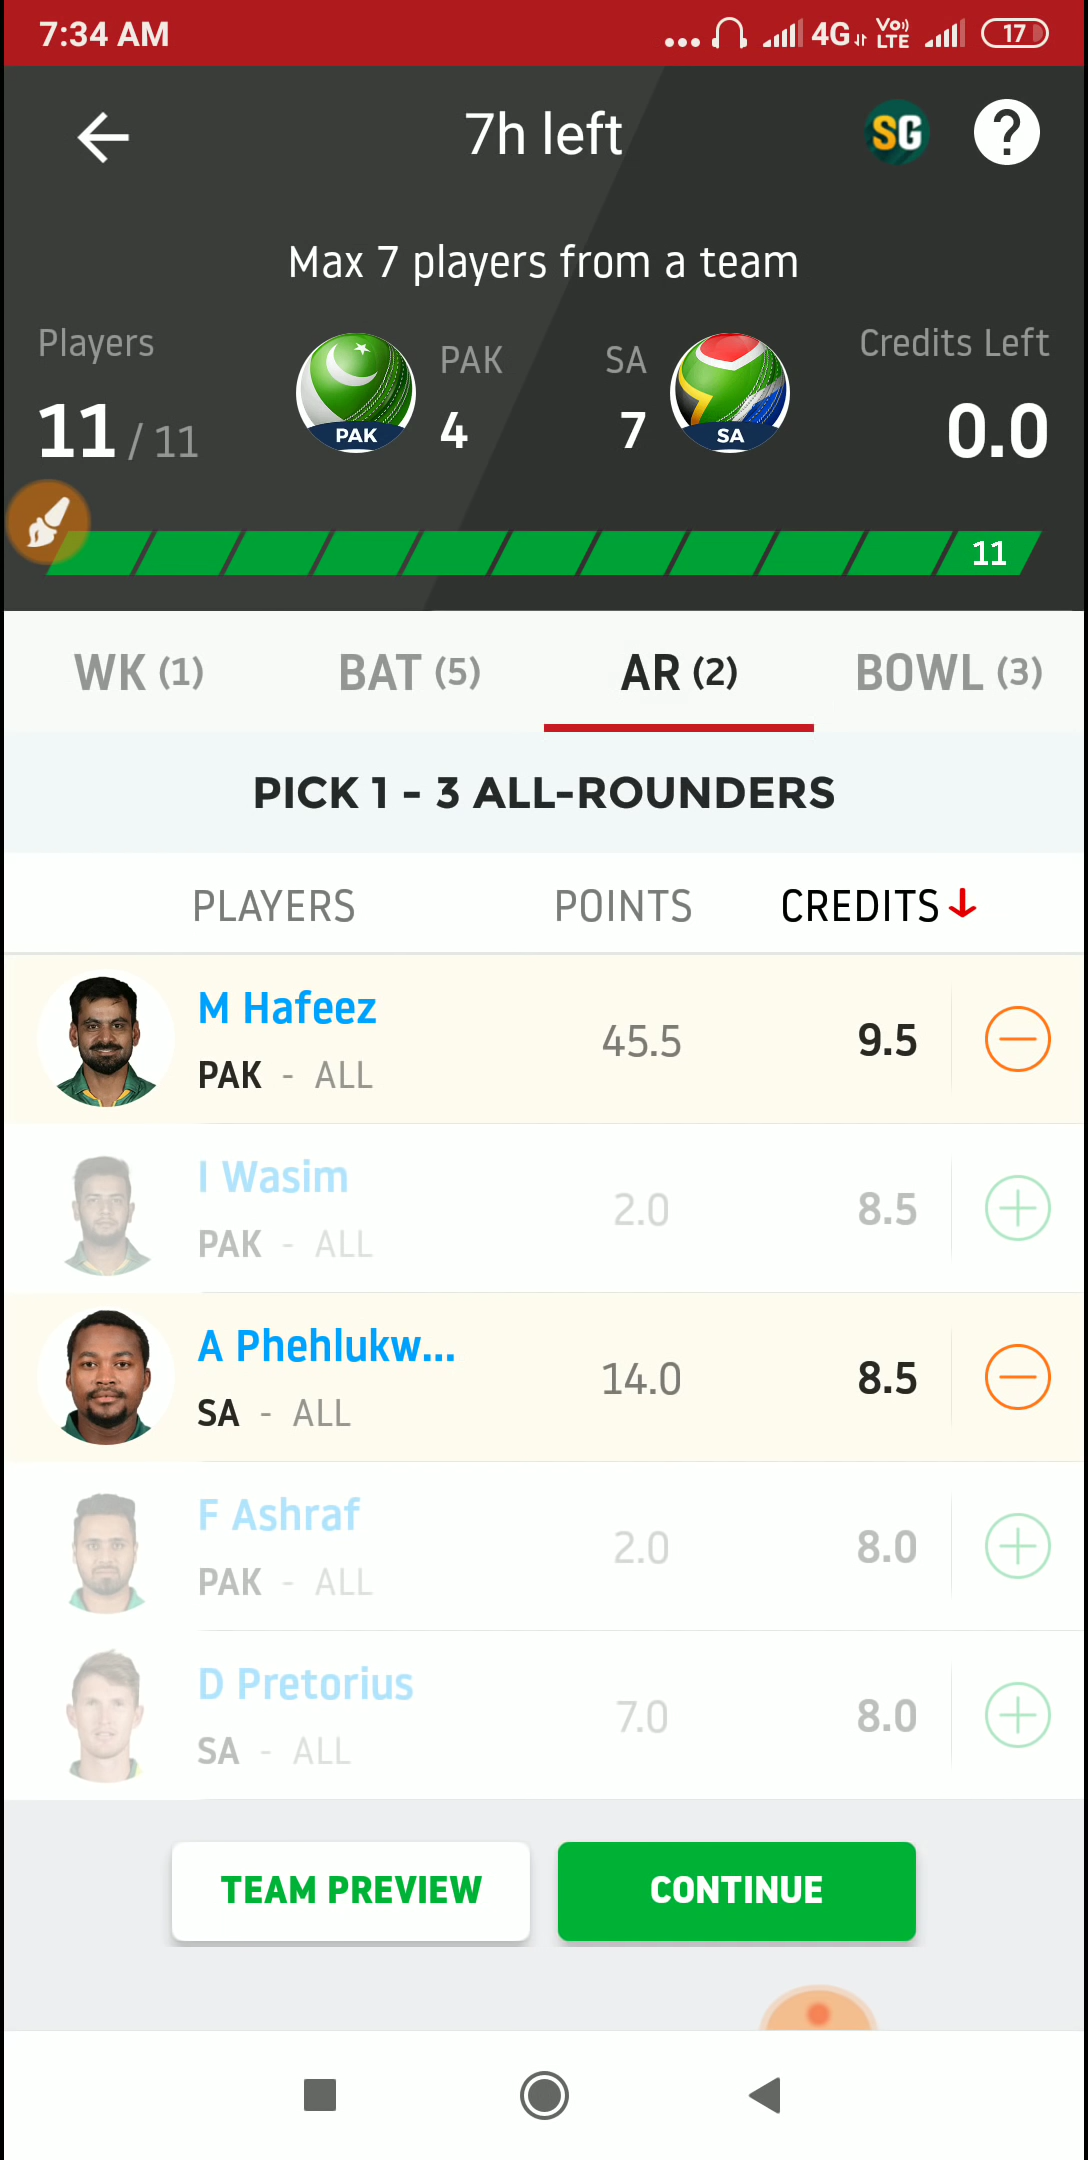 7:34 AM
4G
Vo))
LTE
17
7h left
SG
?
Max 7 players from a team
Players
11 / 11
PAK
PAK
4
SA
7
SA
Credits Left
0.0
11
WK (1)
BAT (5)
AR (2)
BOWL (3)
PICK 1 - 3 ALL-ROUNDERS
PLAYERS
POINTS
CREDITS
M Hafeez
PAK - ALL
45.5
9.5
I Wasim
PAK - ALL
2.0
8.5
A Phehlukw...
SA - ALL
14.0
8.5
F Ashraf
PAK - ALL
2.0
8.0
D Pretorius
SA - ALL
7.0
8.0
TEAM PREVIEW
CONTINUE